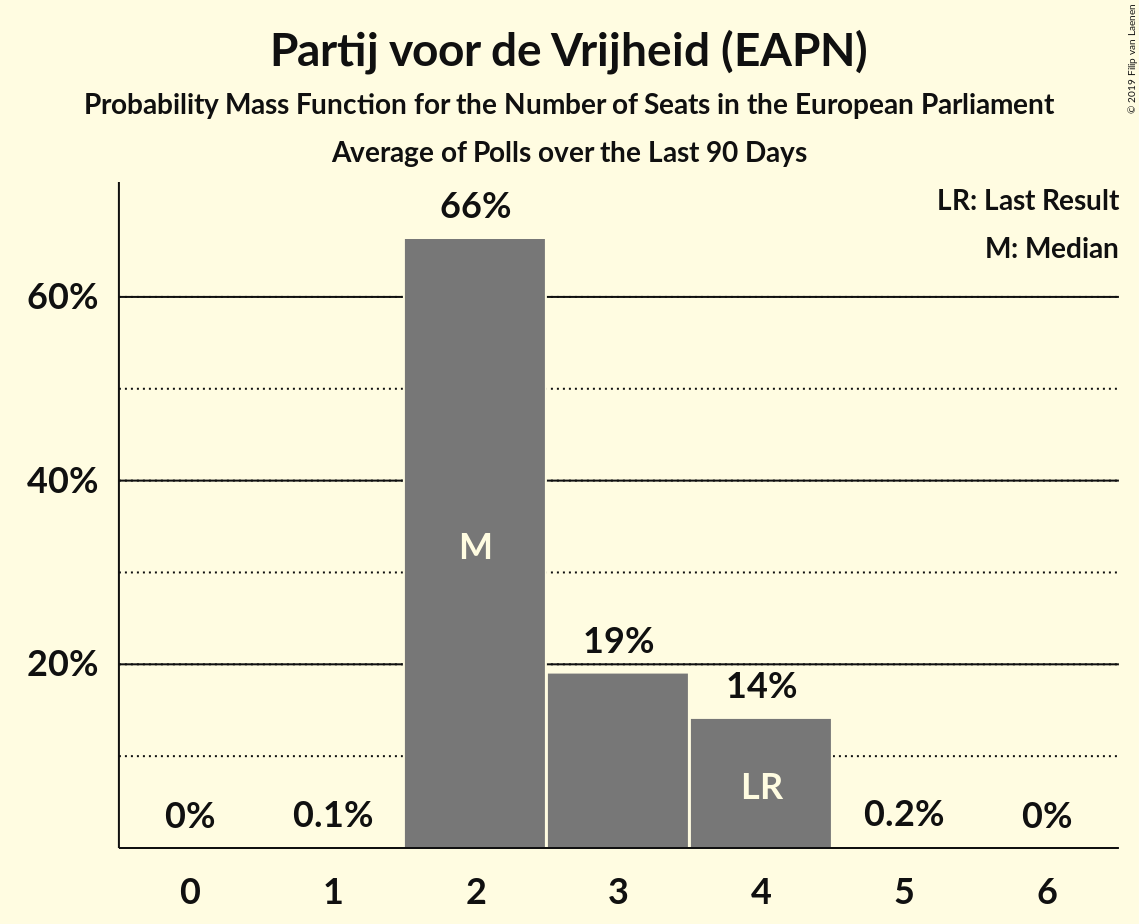 Partij voor de Vrijheid (EAPN)
Probability Mass Function for the Number of Seats in the European Parliament
Average of Polls over the Last 90 Days
© 2019 Filip van Laenen
LR: Last Result
M: Median
66%
60%
40%
M
19%
20%
14%
LR
0%
0.1%
0.2%
0%
0
1
2
3
4
5
6